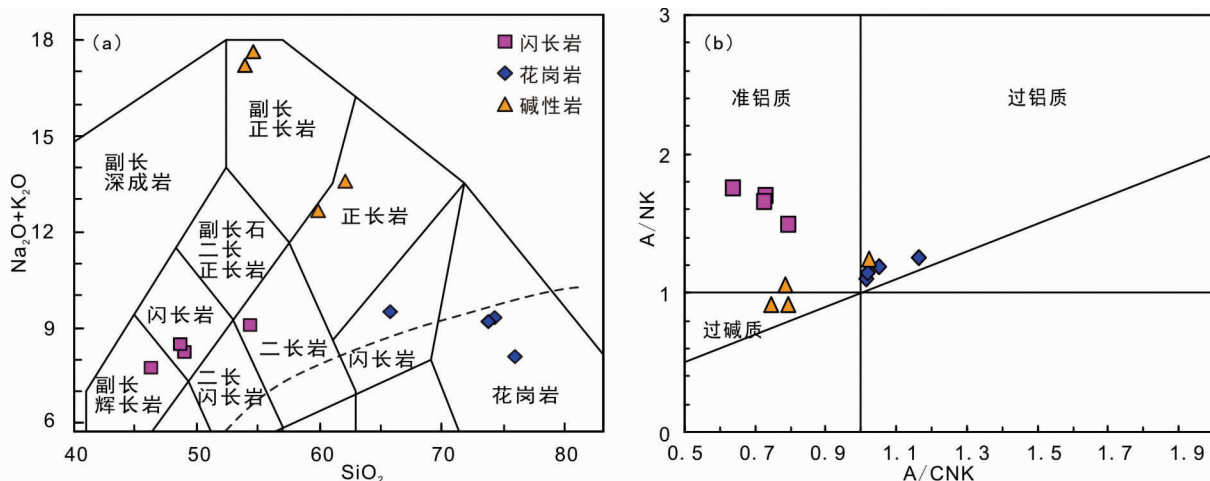 (a)
18
15
12
9
6
Na₂O+K₂O
40
50
60
70
80
SiO₂
闪长岩
花岗岩
碱性岩
副长
正长岩
副长
深成岩
正长岩
副长石
二长
正长岩
闪长岩
二长岩
闪长岩
副长
辉长岩
二长
闪长岩
花岗岩
(b)
3
2
1
0
A/NK
0.5
0.7
0.9
1.1
1.3
1.5
1.7
1.9
A/CNK
准铝质
过铝质
过碱质